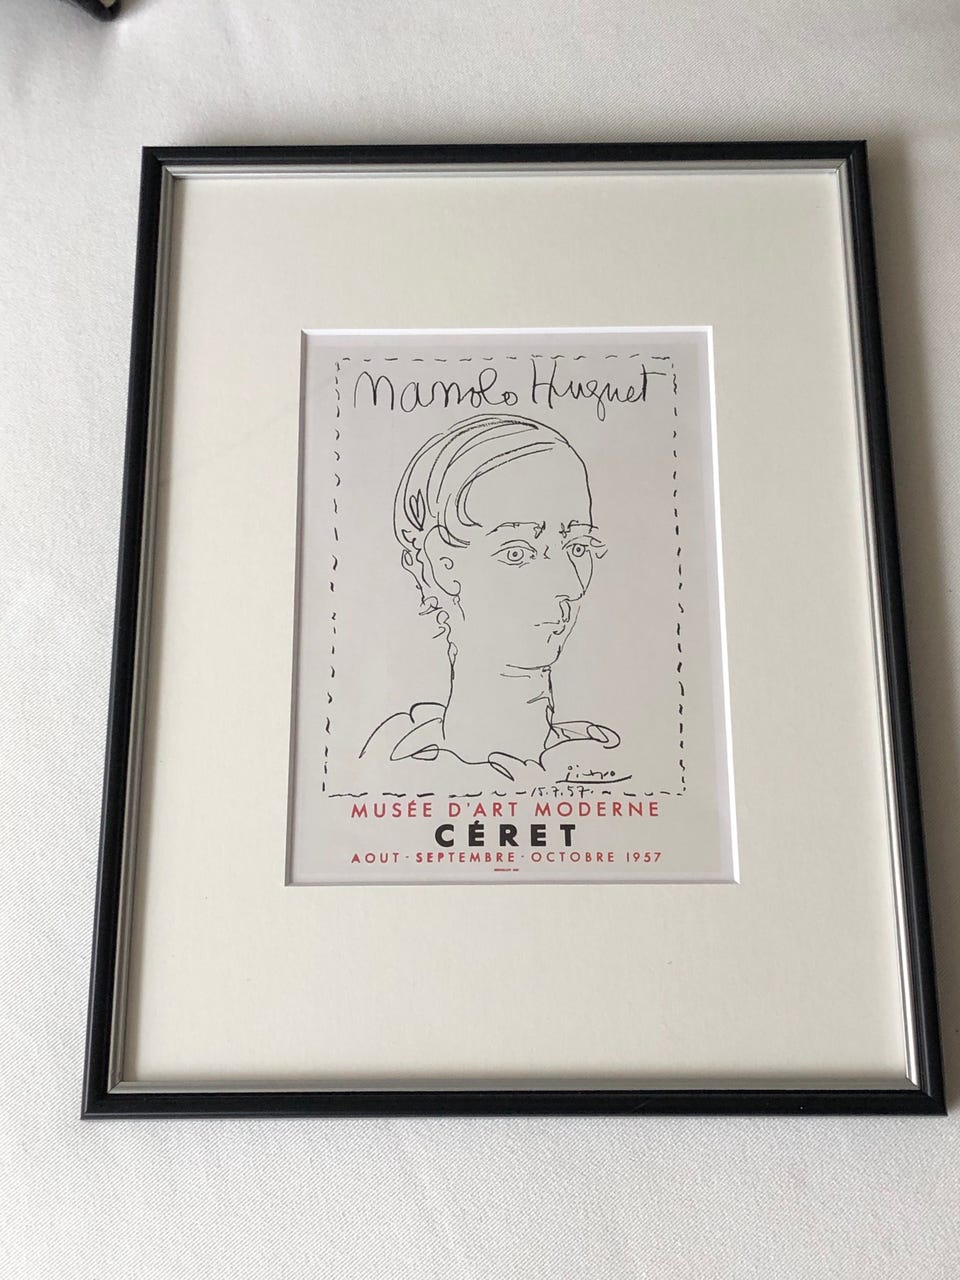 Manolo Huguet
Picasso
15.7.57.
MUSÉE D'ART MODERNE
CÉRET
AOUT-SEPTEMBRE-OCTOBRE 1957